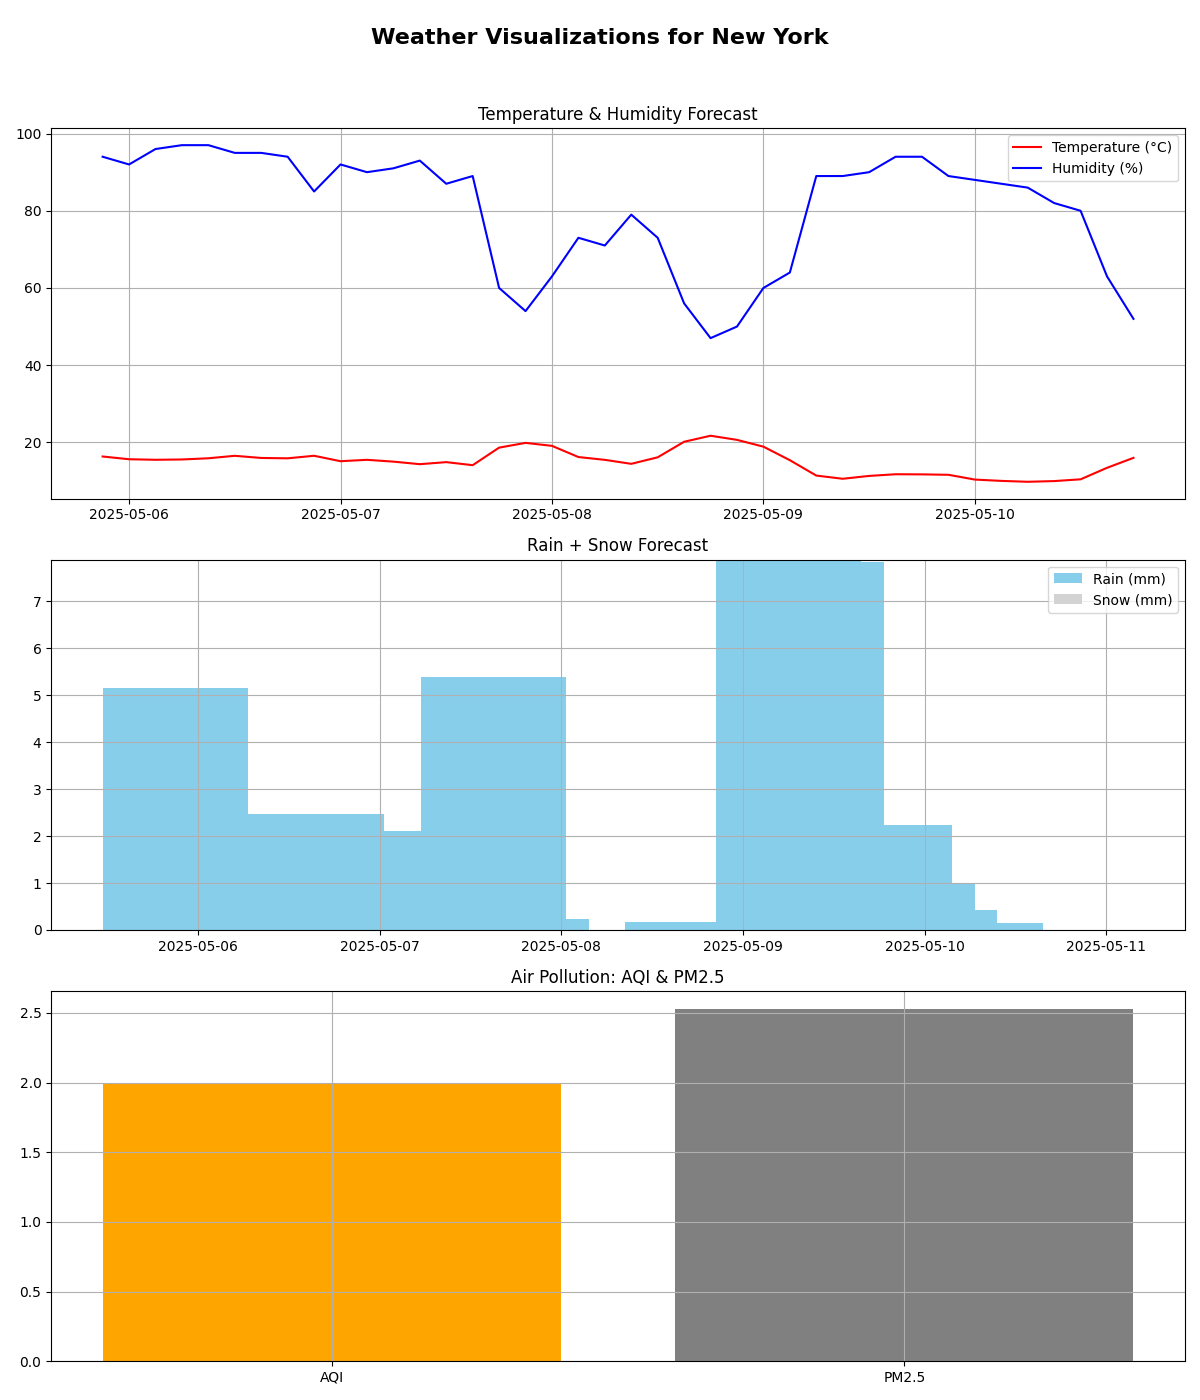 Weather Visualizations for New York
Temperature & Humidity Forecast
100
80
60
40
20
Temperature (°C)
Humidity (%)
2025-05-06 2025-05-07 2025-05-08 2025-05-09 2025-05-10
Rain + Snow Forecast
7
6
5
4
3
2
1
0
Rain (mm)
Snow (mm)
2025-05-06 2025-05-07 2025-05-08 2025-05-09 2025-05-10 2025-05-11
Air Pollution: AQI & PM2.5
2.5
2.0
1.5
1.0
0.5
0.0
AQI PM2.5